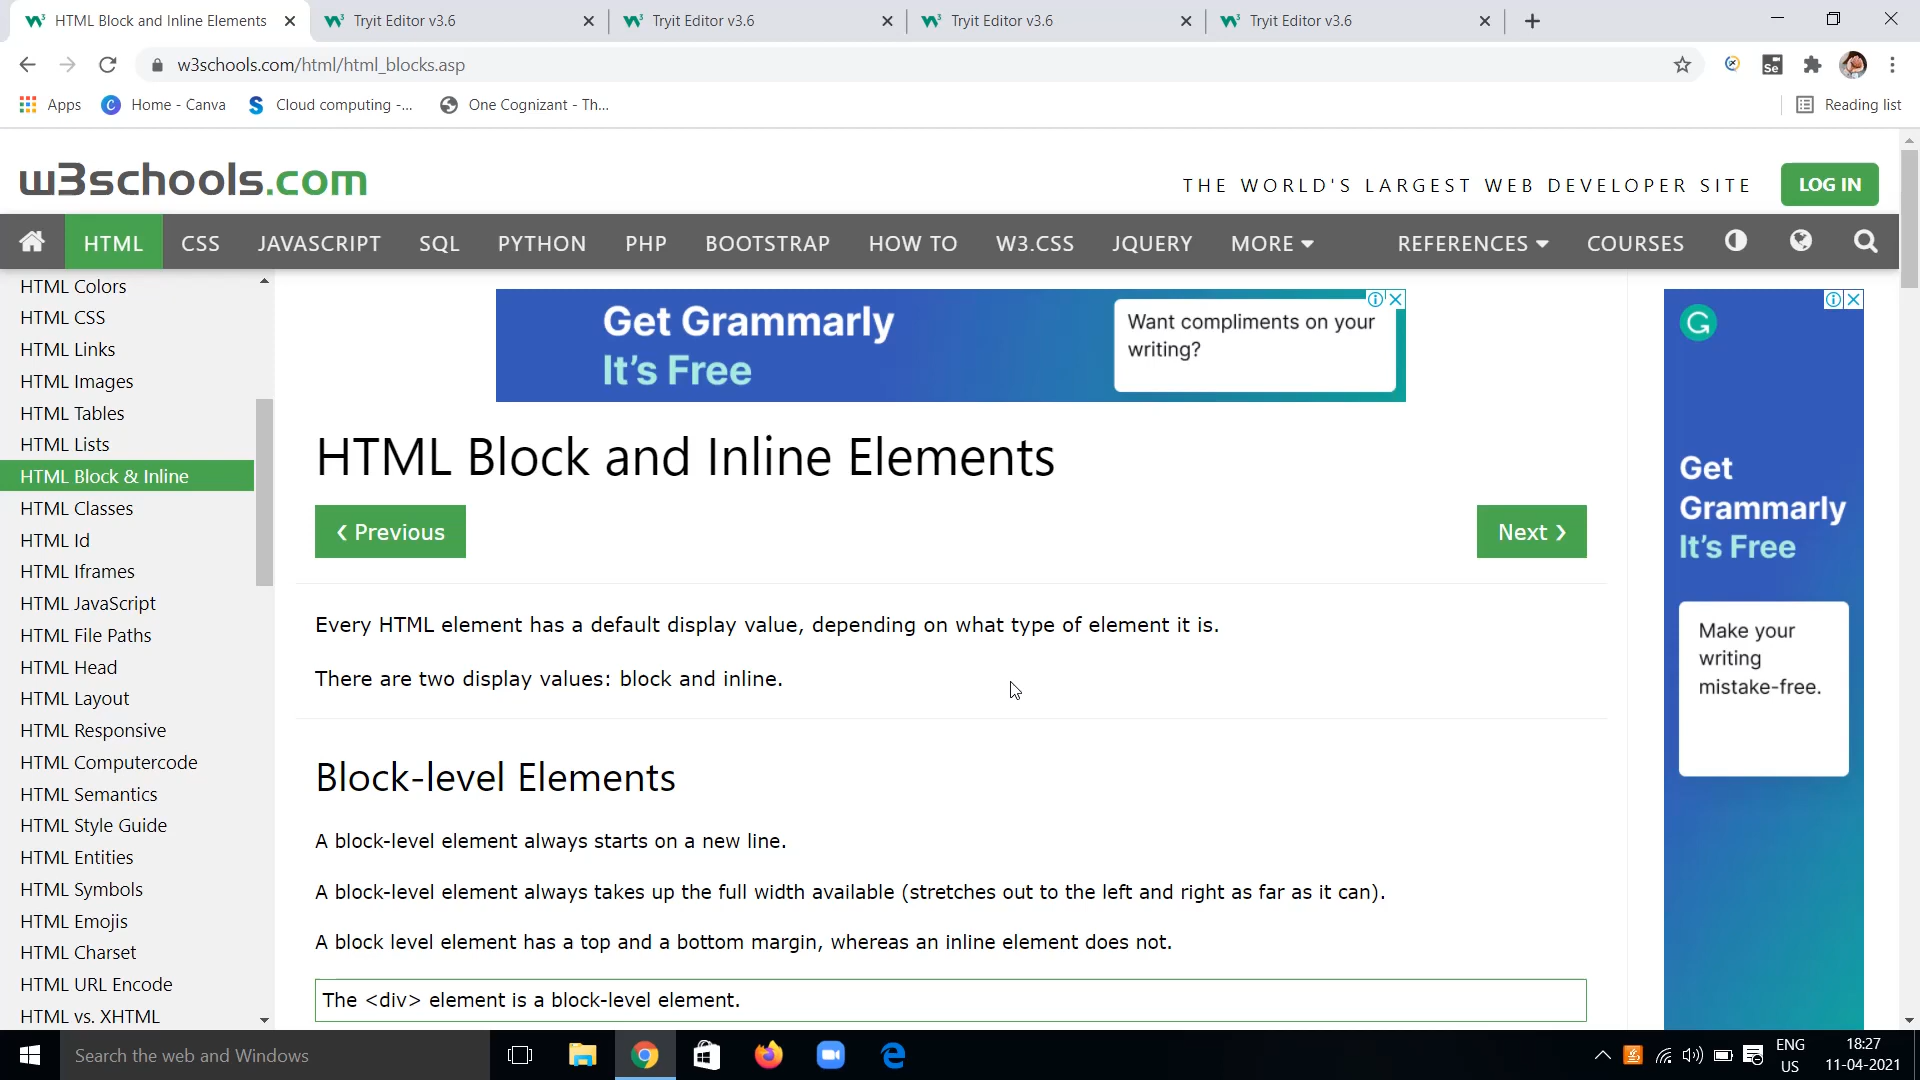 HTML Block and Inline Elements
Tryit Editor v3.6
Tryit Editor v3.6
Tryit Editor v3.6
Tryit Editor v3.6
w3schools.com/html/html_blocks.asp
Se
Apps
Home - Canva
Cloud computing -...
One Cognizant - Th...
Reading list
w3schools.com
THE WORLD'S LARGEST WEB DEVELOPER SITE
LOG IN
HTML
CSS
JAVASCRIPT
SQL
PYTHON
PHP
BOOTSTRAP
HOW TO
W3.CSS
JQUERY
MORE
REFERENCES
COURSES
HTML Colors
HTML CSS
HTML Links
HTML Images
HTML Tables
HTML Lists
HTML Block & Inline
HTML Classes
HTML Id
HTML Iframes
HTML JavaScript
HTML File Paths
HTML Head
HTML Layout
HTML Responsive
HTML Computercode
HTML Semantics
HTML Style Guide
HTML Entities
HTML Symbols
HTML Emojis
HTML Charset
HTML URL Encode
HTML vs. XHTML
Get Grammarly
It's Free
Want compliments on your
writing?
HTML Block and Inline Elements
❮ Previous
Next ❯
Every HTML element has a default display value, depending on what type of element it is.
There are two display values: block and inline.
Block-level Elements
A block-level element always starts on a new line.
A block-level element always takes up the full width available (stretches out to the left and right as far as it can).
A block level element has a top and a bottom margin, whereas an inline element does not.
The <div> element is a block-level element.
Get
Grammarly
It's Free
Make your
writing
mistake-free.
Search the web and Windows
ENG
US
18:27
11-04-2021